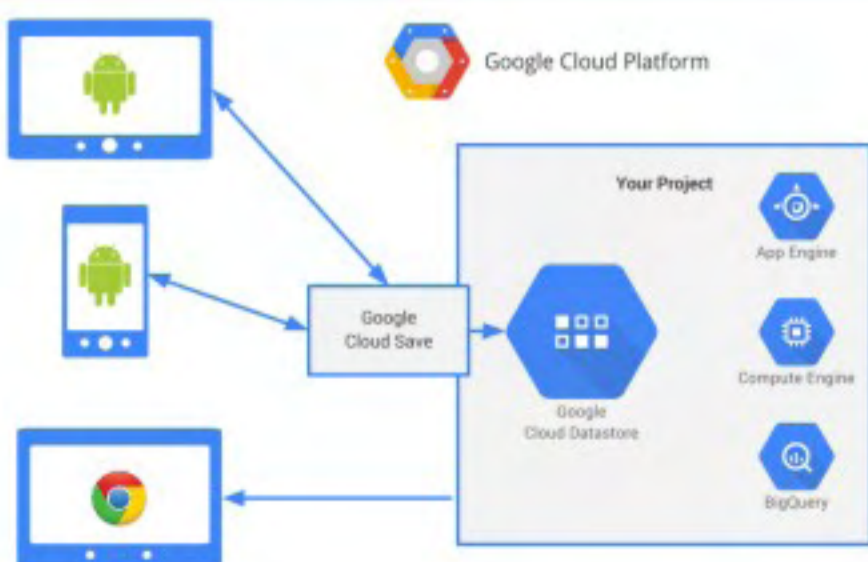 Google Cloud Platform
Your Project
App Engine
Google
Cloud Save
Compute Engine
Google
Cloud Datastore
BigQuery